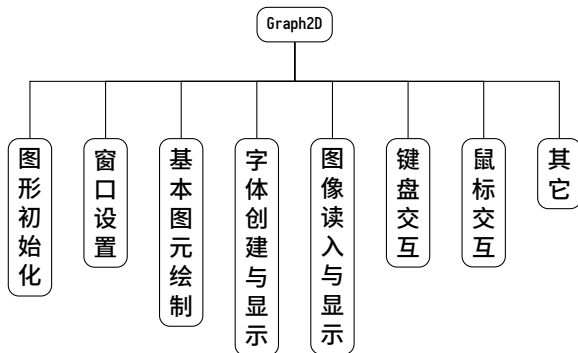 Graph2D
图形初始化
窗口设置
基本图元绘制
字体创建与显示
图像读入与显示
键盘交互
鼠标交互
其它